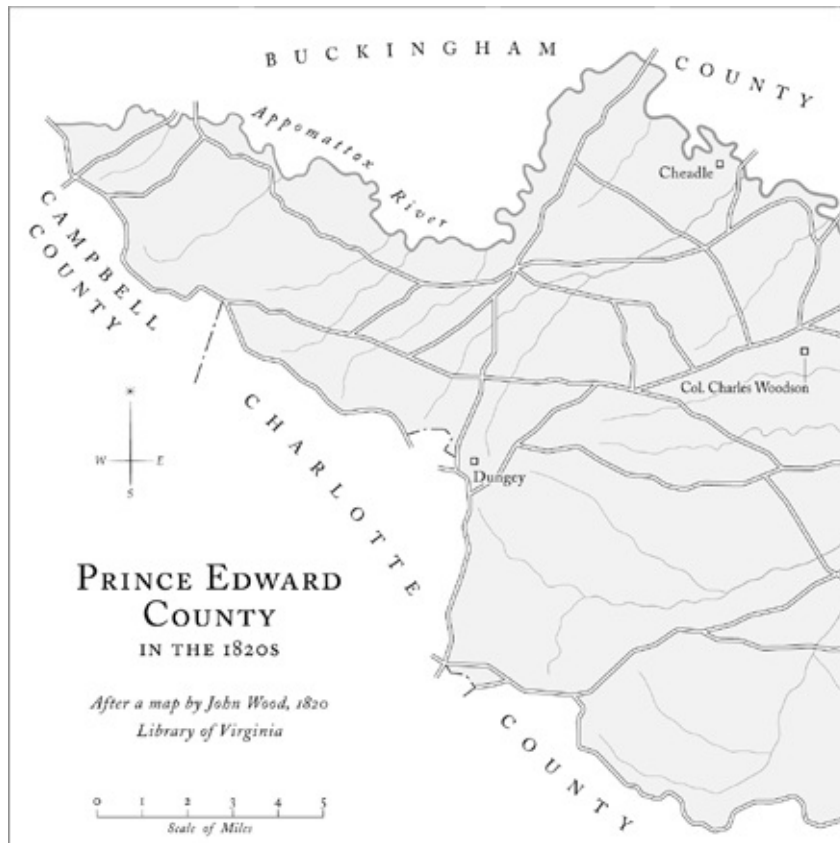 BUCKINGHAM COUNTY
Appomattox River
Cheadle
CAMPBELL
COUNTY
Col. Charles Woodson
*
W E
S
CHARLOTTE COUNTY
Dungey
PRINCE EDWARD
COUNTY
IN THE 1820S
After a map by John Wood, 1820
Library of Virginia
0 1 2 3 4 5
Scale of Miles